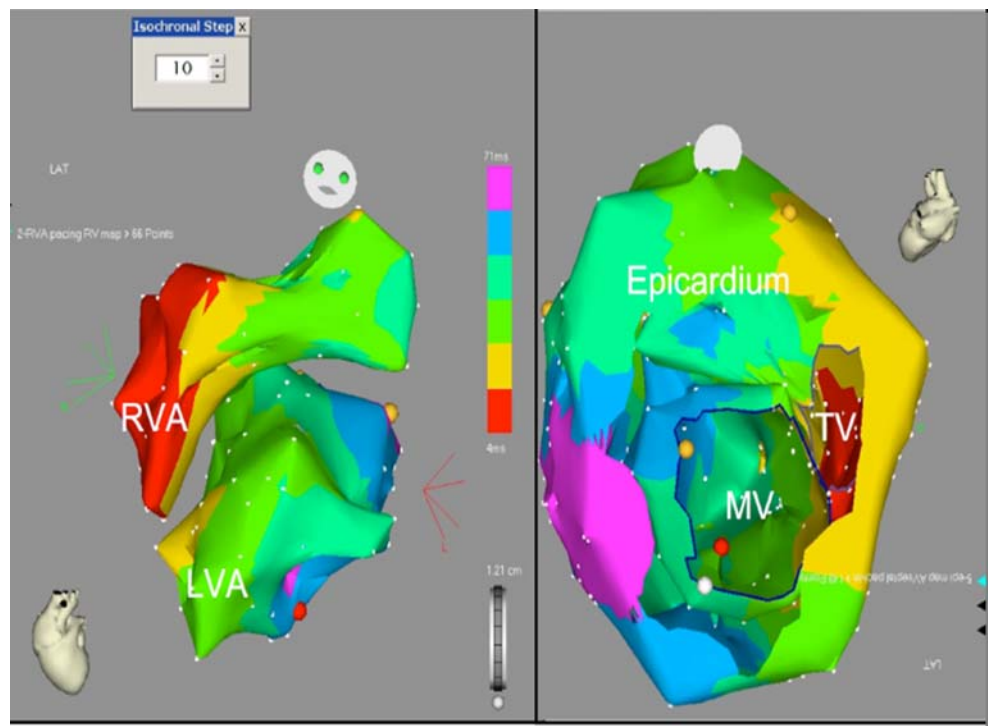 Isochronal Step X
10
LAT
2-RVA pacing RV map > 66 Points
71ms
4ms
RVA
LVA
1.21 cm
Epicardium
TV
MV
LAT